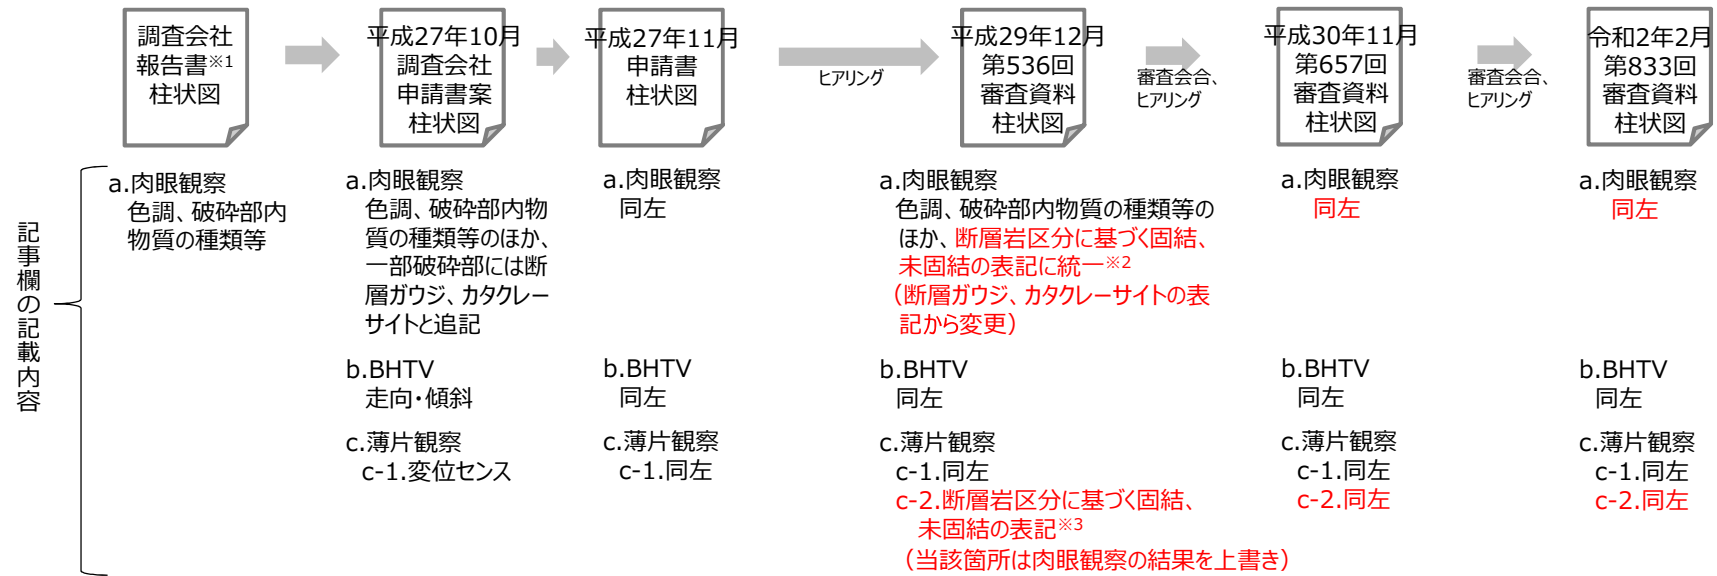 調査会社
報告書※1
柱状図
平成27年10月
調査会社
申請書案
柱状図
平成27年11月
申請書
柱状図
ヒアリング
平成29年12月
第536回
審査資料
柱状図
審査会合、
ヒアリング
平成30年11月
第657回
審査資料
柱状図
審査会合、
ヒアリング
令和2年2月
第833回
審査資料
柱状図
記事欄の記載内容
a.肉眼観察
色調、破砕部内
物質の種類等
a.肉眼観察
色調、破砕部内物
質の種類等のほか、
一部破砕部には断
層ガウジ、カタクレー
サイトと追記
b.BHTV
走向・傾斜
c.薄片観察
c-1.変位センス
a.肉眼観察
同左
b.BHTV
同左
c.薄片観察
c-1.同左
a.肉眼観察
色調、破砕部内物質の種類等の
ほか、断層岩区分に基づく固結、
未固結の表記に統一※2
（断層ガウジ、カタクレーサイトの表
記から変更）
b.BHTV
同左
c.薄片観察
c-1.同左
c-2.断層岩区分に基づく固結、
未固結の表記※3
（当該箇所は肉眼観察の結果を上書き）
a.肉眼観察
同左
b.BHTV
同左
c.薄片観察
c-1.同左
c-2.同左
a.肉眼観察
同左
b.BHTV
同左
c.薄片観察
c-1.同左
c-2.同左